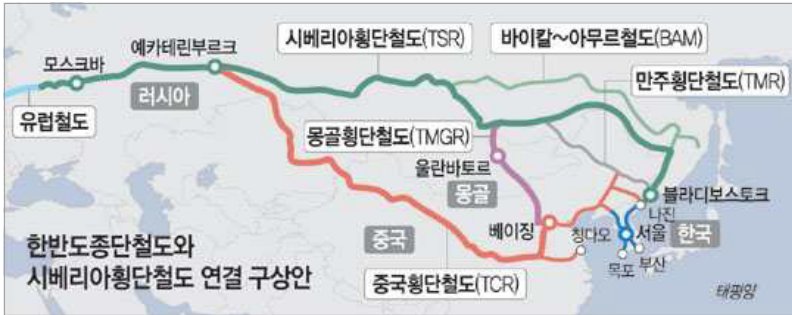 시베리아횡단철도(TSR)
바이칼~아무르철도(BAM)
예카테린부르크
모스크바
만주횡단철도(TMR)
러시아
유럽철도
몽골횡단철도(TMGR)
울란바토르
몽골
블라디보스토크
나진
베이징
칭다오
서울
한국
중국
목포
부산
한반도종단철도와
시베리아횡단철도 연결 구상안
중국횡단철도(TCR)
태평양